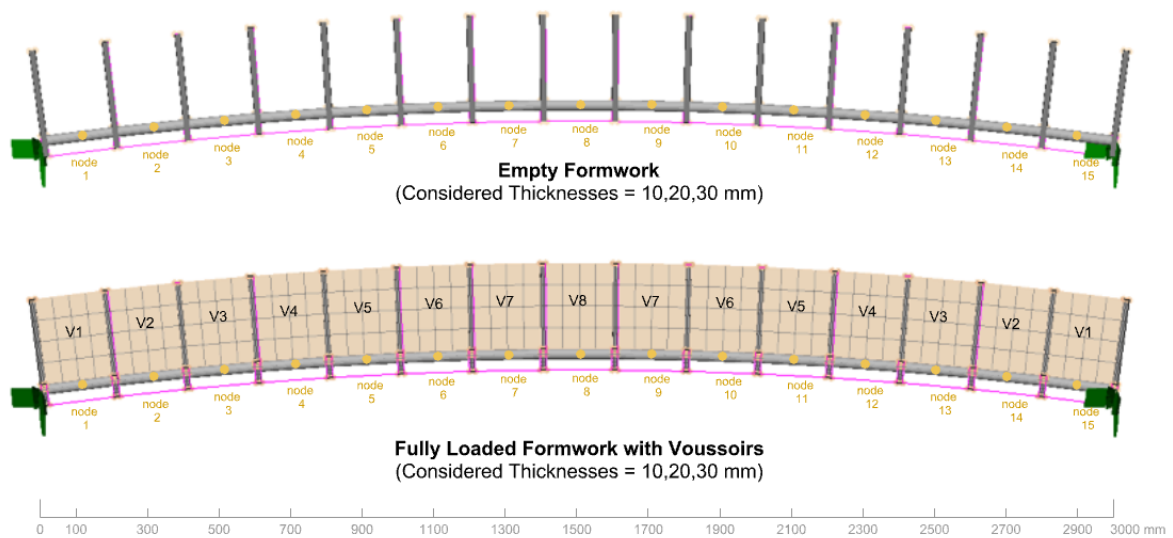 node 1
node 2
node 3
node 4
node 5
node 6
node 7
node 8
node 9
node 10
node 11
node 12
node 13
node 14
node 15
Empty Formwork
(Considered Thicknesses = 10,20,30 mm)
V1 V2 V3 V4 V5 V6 V7 V8 V7 V6 V5 V4 V3 V2 V1
node 1
node 2
node 3
node 4
node 5
node 6
node 7
node 8
node 9
node 10
node 11
node 12
node 13
node 14
node 15
Fully Loaded Formwork with Voussoirs
(Considered Thicknesses = 10,20,30 mm)
0 100 300 500 700 900 1100 1300 1500 1700 1900 2100 2300 2500 2700 2900 3000 mm